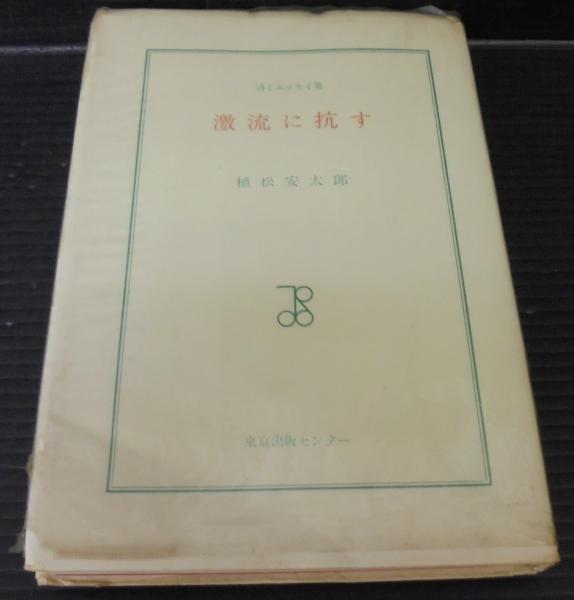 詩とエッセイ集
激流に抗す
植松安太郎
東京出版センター